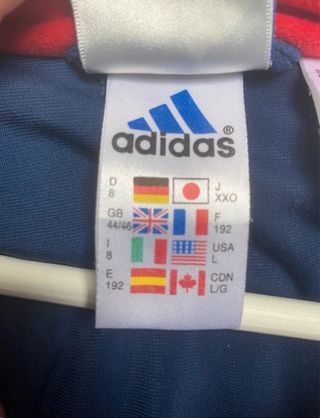 adidas®
D J
8 XXO
GB F
44/46 192
I USA
8 L
E CDN
192 L/G